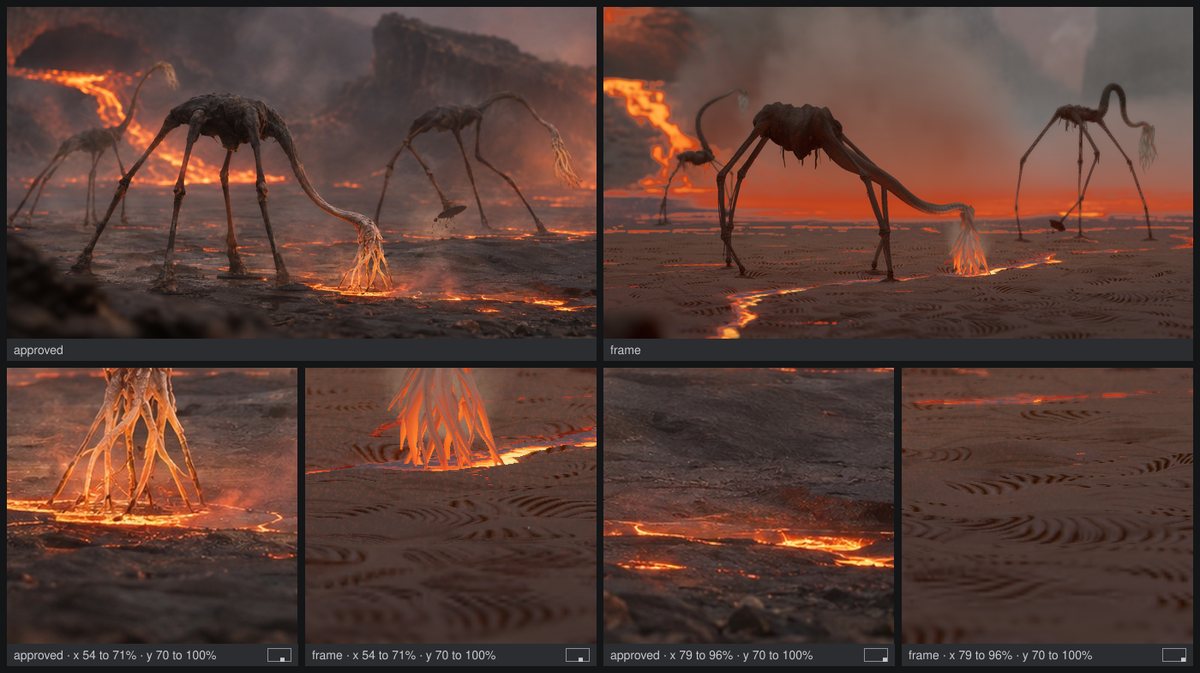 approved
frame
approved · x 54 to 71% · y 70 to 100%
frame · x 54 to 71% · y 70 to 100%
approved · x 79 to 96% · y 70 to 100%
frame · x 79 to 96% · y 70 to 100%